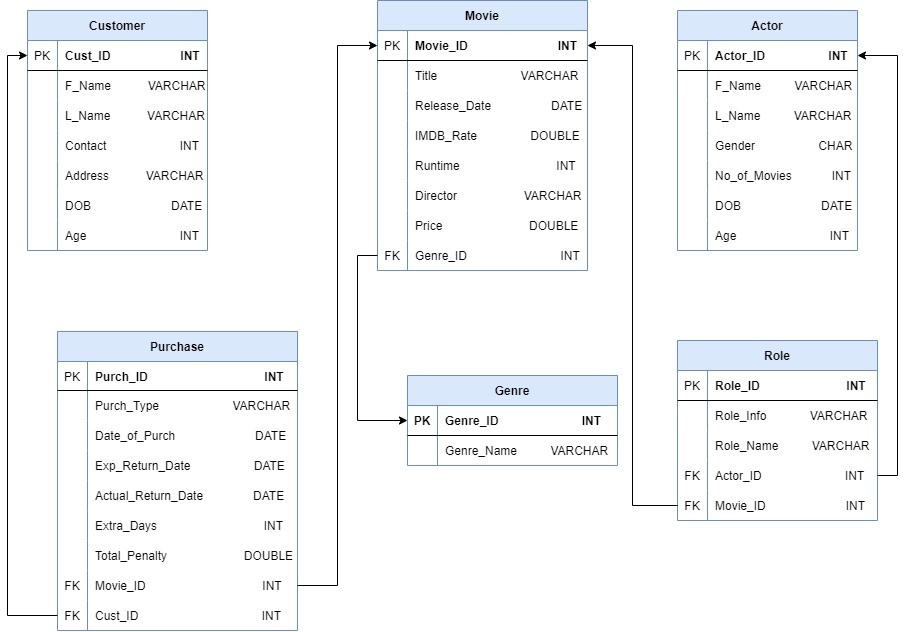 Customer
PK Cust_ID INT
F_Name VARCHAR
L_Name VARCHAR
Contact INT
Address VARCHAR
DOB DATE
Age INT
Movie
PK Movie_ID INT
Title VARCHAR
Release_Date DATE
IMDB_Rate DOUBLE
Runtime INT
Director VARCHAR
Price DOUBLE
FK Genre_ID INT
Actor
PK Actor_ID INT
F_Name VARCHAR
L_Name VARCHAR
Gender CHAR
No_of_Movies INT
DOB DATE
Age INT
Purchase
PK Purch_ID INT
Purch_Type VARCHAR
Date_of_Purch DATE
Exp_Return_Date DATE
Actual_Return_Date DATE
Extra_Days INT
Total_Penalty DOUBLE
FK Movie_ID INT
FK Cust_ID INT
Genre
PK Genre_ID INT
Genre_Name VARCHAR
Role
PK Role_ID INT
Role_Info VARCHAR
Role_Name VARCHAR
FK Actor_ID INT
FK Movie_ID INT